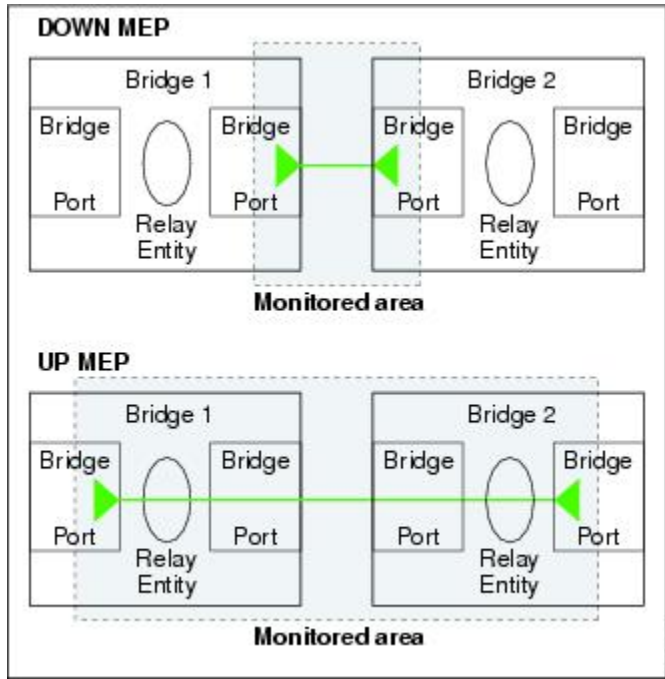 DOWN MEP
Bridge 1
Bridge 2
Bridge
Bridge
Bridge
Bridge
Port
Port
Port
Port
Relay
Entity
Relay
Entity
Monitored area
UP MEP
Bridge 1
Bridge 2
Bridge
Bridge
Bridge
Bridge
Port
Port
Port
Port
Relay
Entity
Relay
Entity
Monitored area